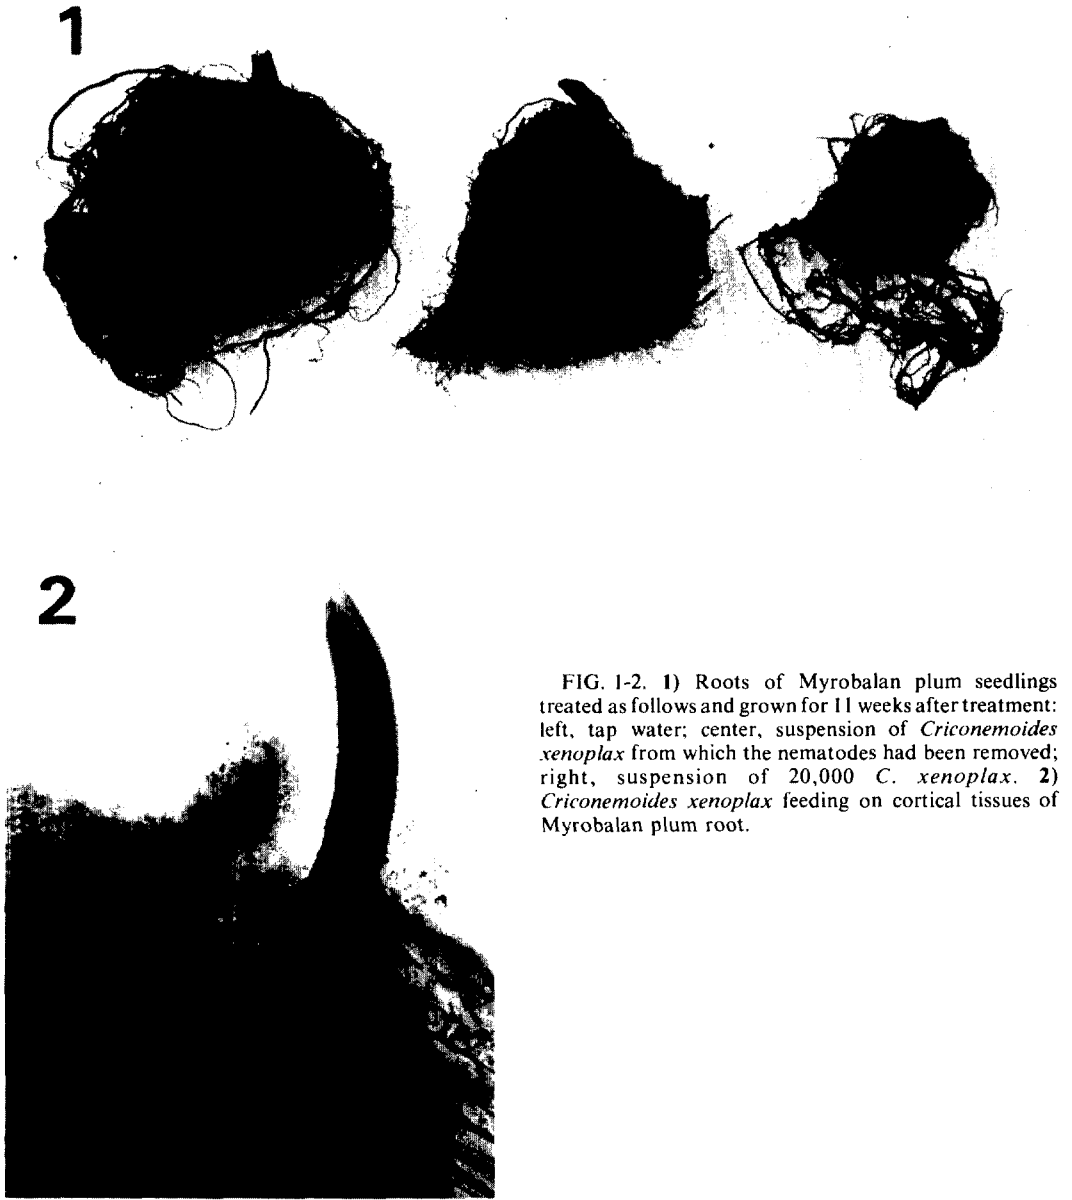 1
2
FIG. 1-2. 1) Roots of Myrobalan plum seedlings
treated as follows and grown for 11 weeks after treatment:
left, tap water; center, suspension of Criconemoides
xenoplax from which the nematodes had been removed;
right, suspension of 20,000 C. xenoplax. 2)
Criconemoides xenoplax feeding on cortical tissues of
Myrobalan plum root.